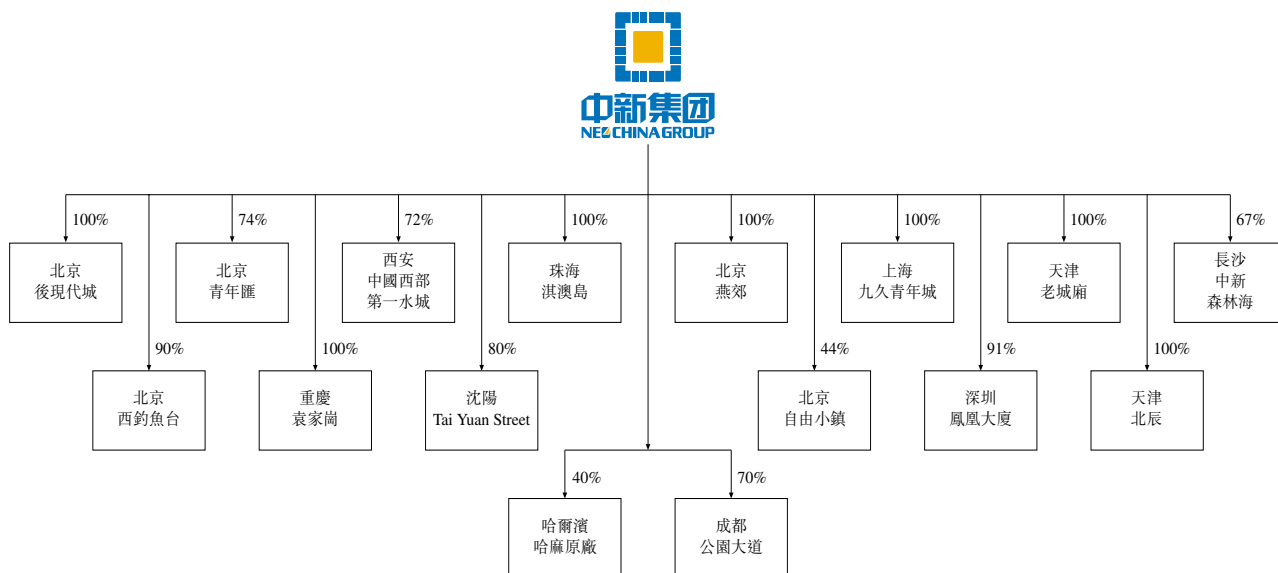 中新集团
NEOCHINA GROUP
100%
74%
72%
100%
100%
100%
100%
67%
北京
後現代城
北京
青年匯
西安
中國西部
第一水城
珠海
淇澳島
北京
燕郊
上海
九久青年城
天津
老城廂
長沙
中新
森林海
90%
100%
80%
44%
91%
100%
北京
西釣魚台
重慶
袁家崗
沈陽
Tai Yuan Street
北京
自由小鎮
深圳
鳳凰大廈
天津
北辰
40%
70%
哈爾濱
哈麻原廠
成都
公園大道